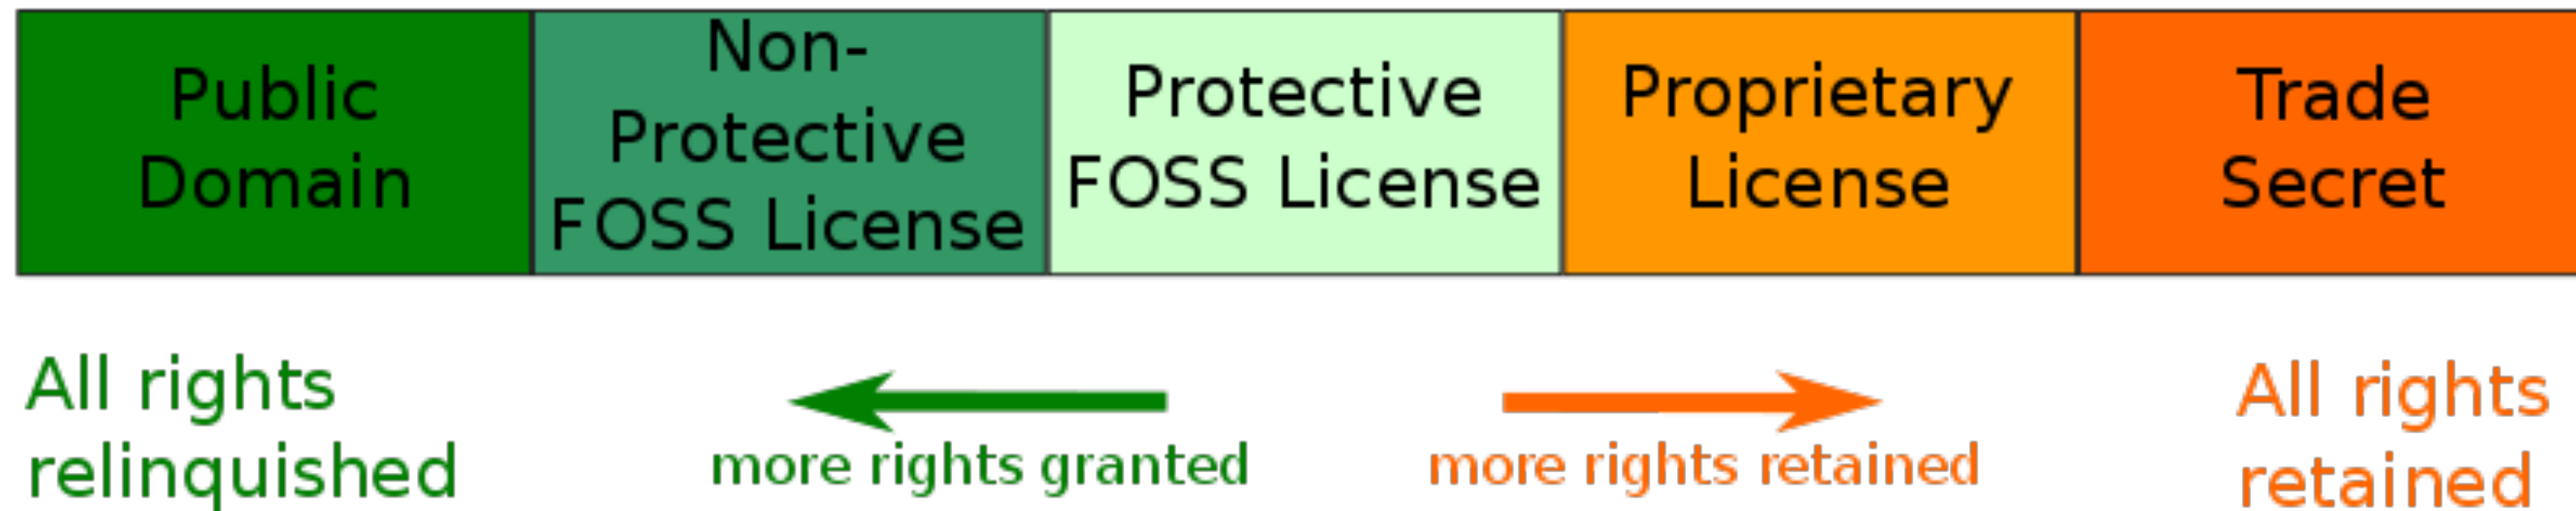 Public
Domain
Non-
Protective
FOSS License
Protective
FOSS License
Proprietary
License
Trade
Secret
All rights
relinquished
more rights granted
more rights retained
All rights
retained